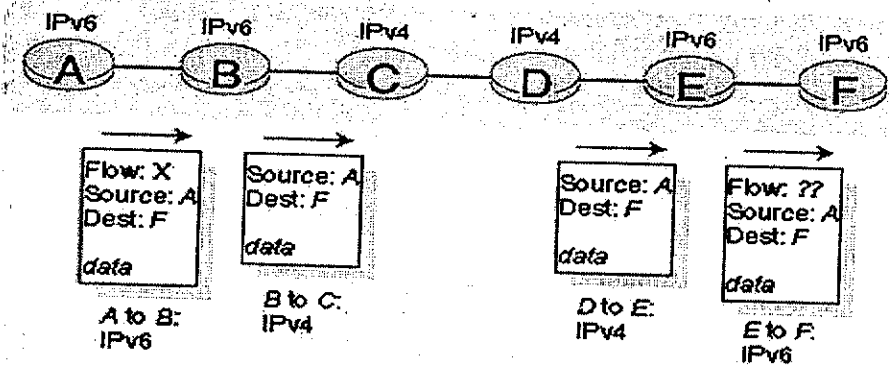 IPv6 IPv6 IPv4 IPv4 IPv6 IPv6
A B C D E F
Flow: X
Source: A
Dest: F
data
A to B:
IPv6
Source: A
Dest: F
data
B to C:
IPv4
Source: A
Dest: F
data
D to E:
IPv4
Flow: ??
Source: A
Dest: F
data
E to F:
IPv6